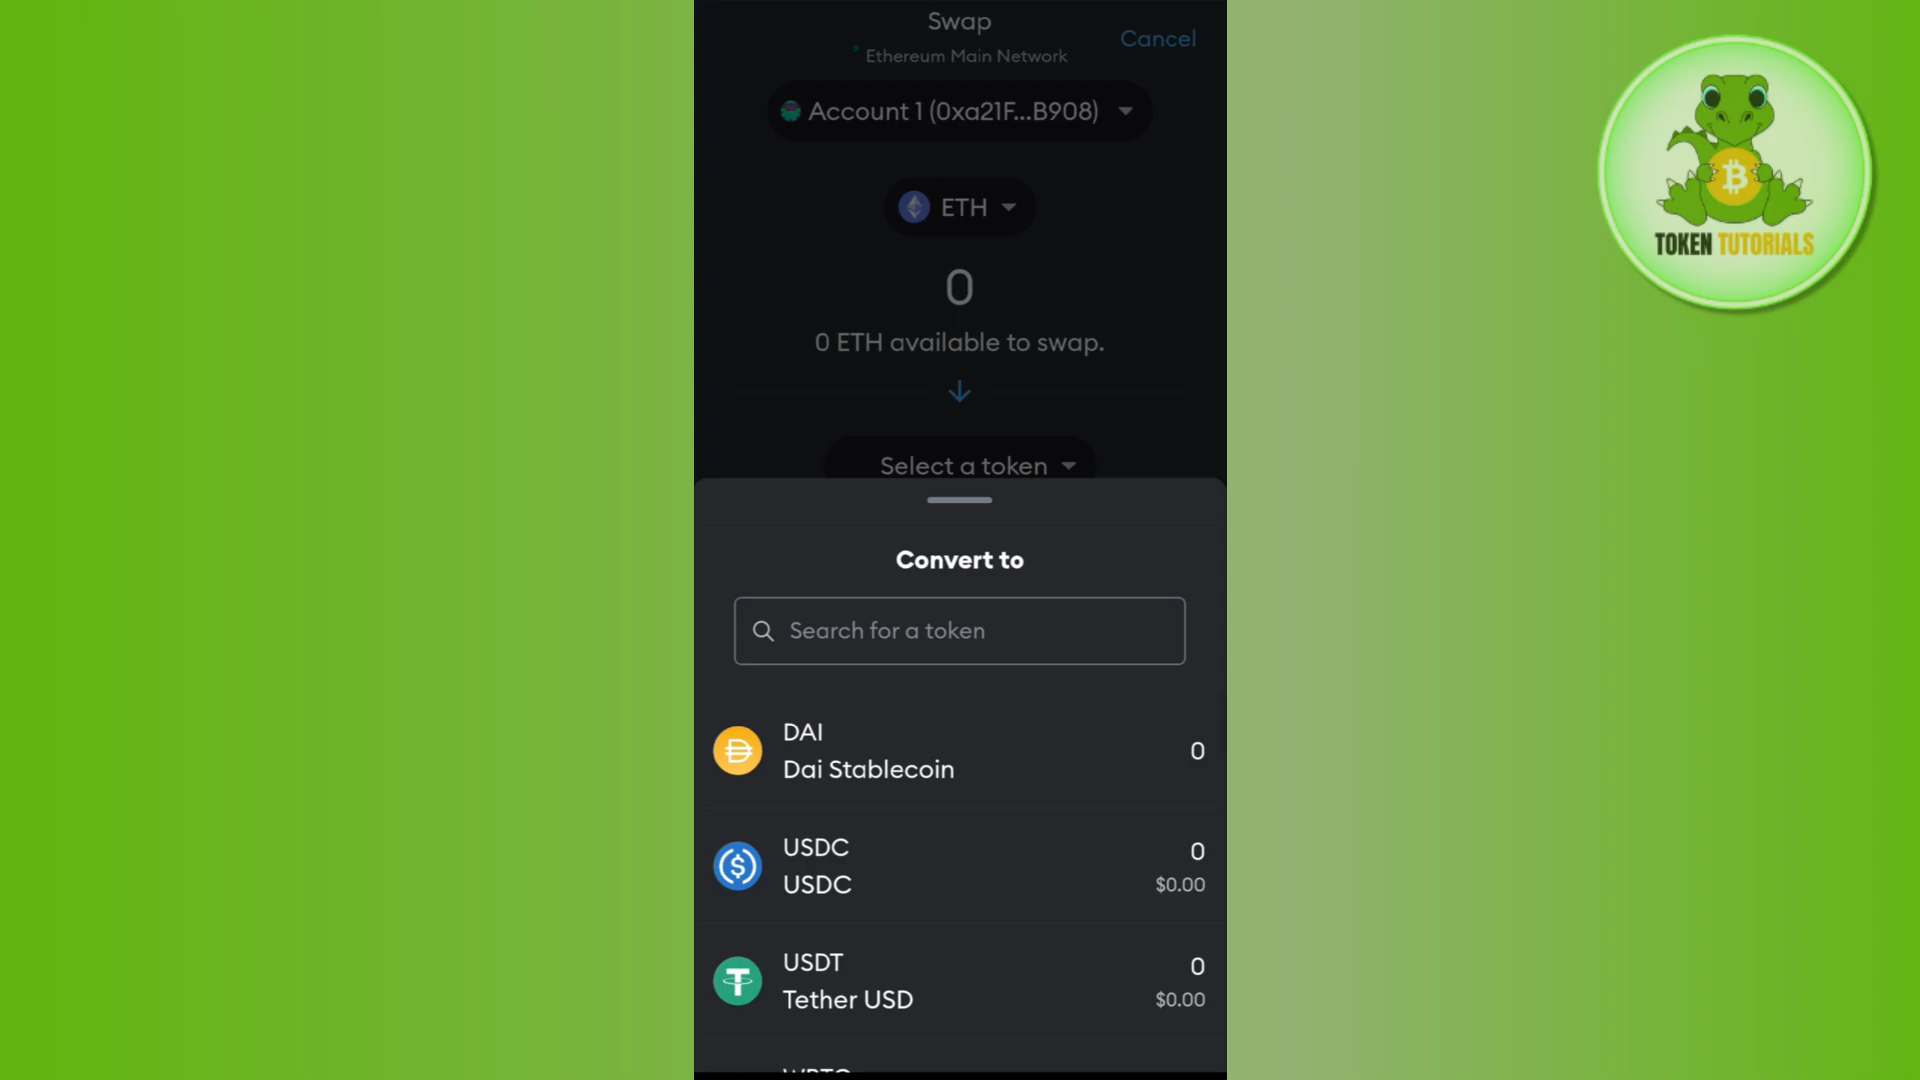 Swap
Ethereum Main Network
Cancel
Account 1 (0xa21F...B908)
ETH
0
0 ETH available to swap.
Select a token
Convert to
Search for a token
DAI
Dai Stablecoin
0
USDC
USDC
0
$0.00
USDT
Tether USD
0
$0.00
TOKEN TUTORIALS